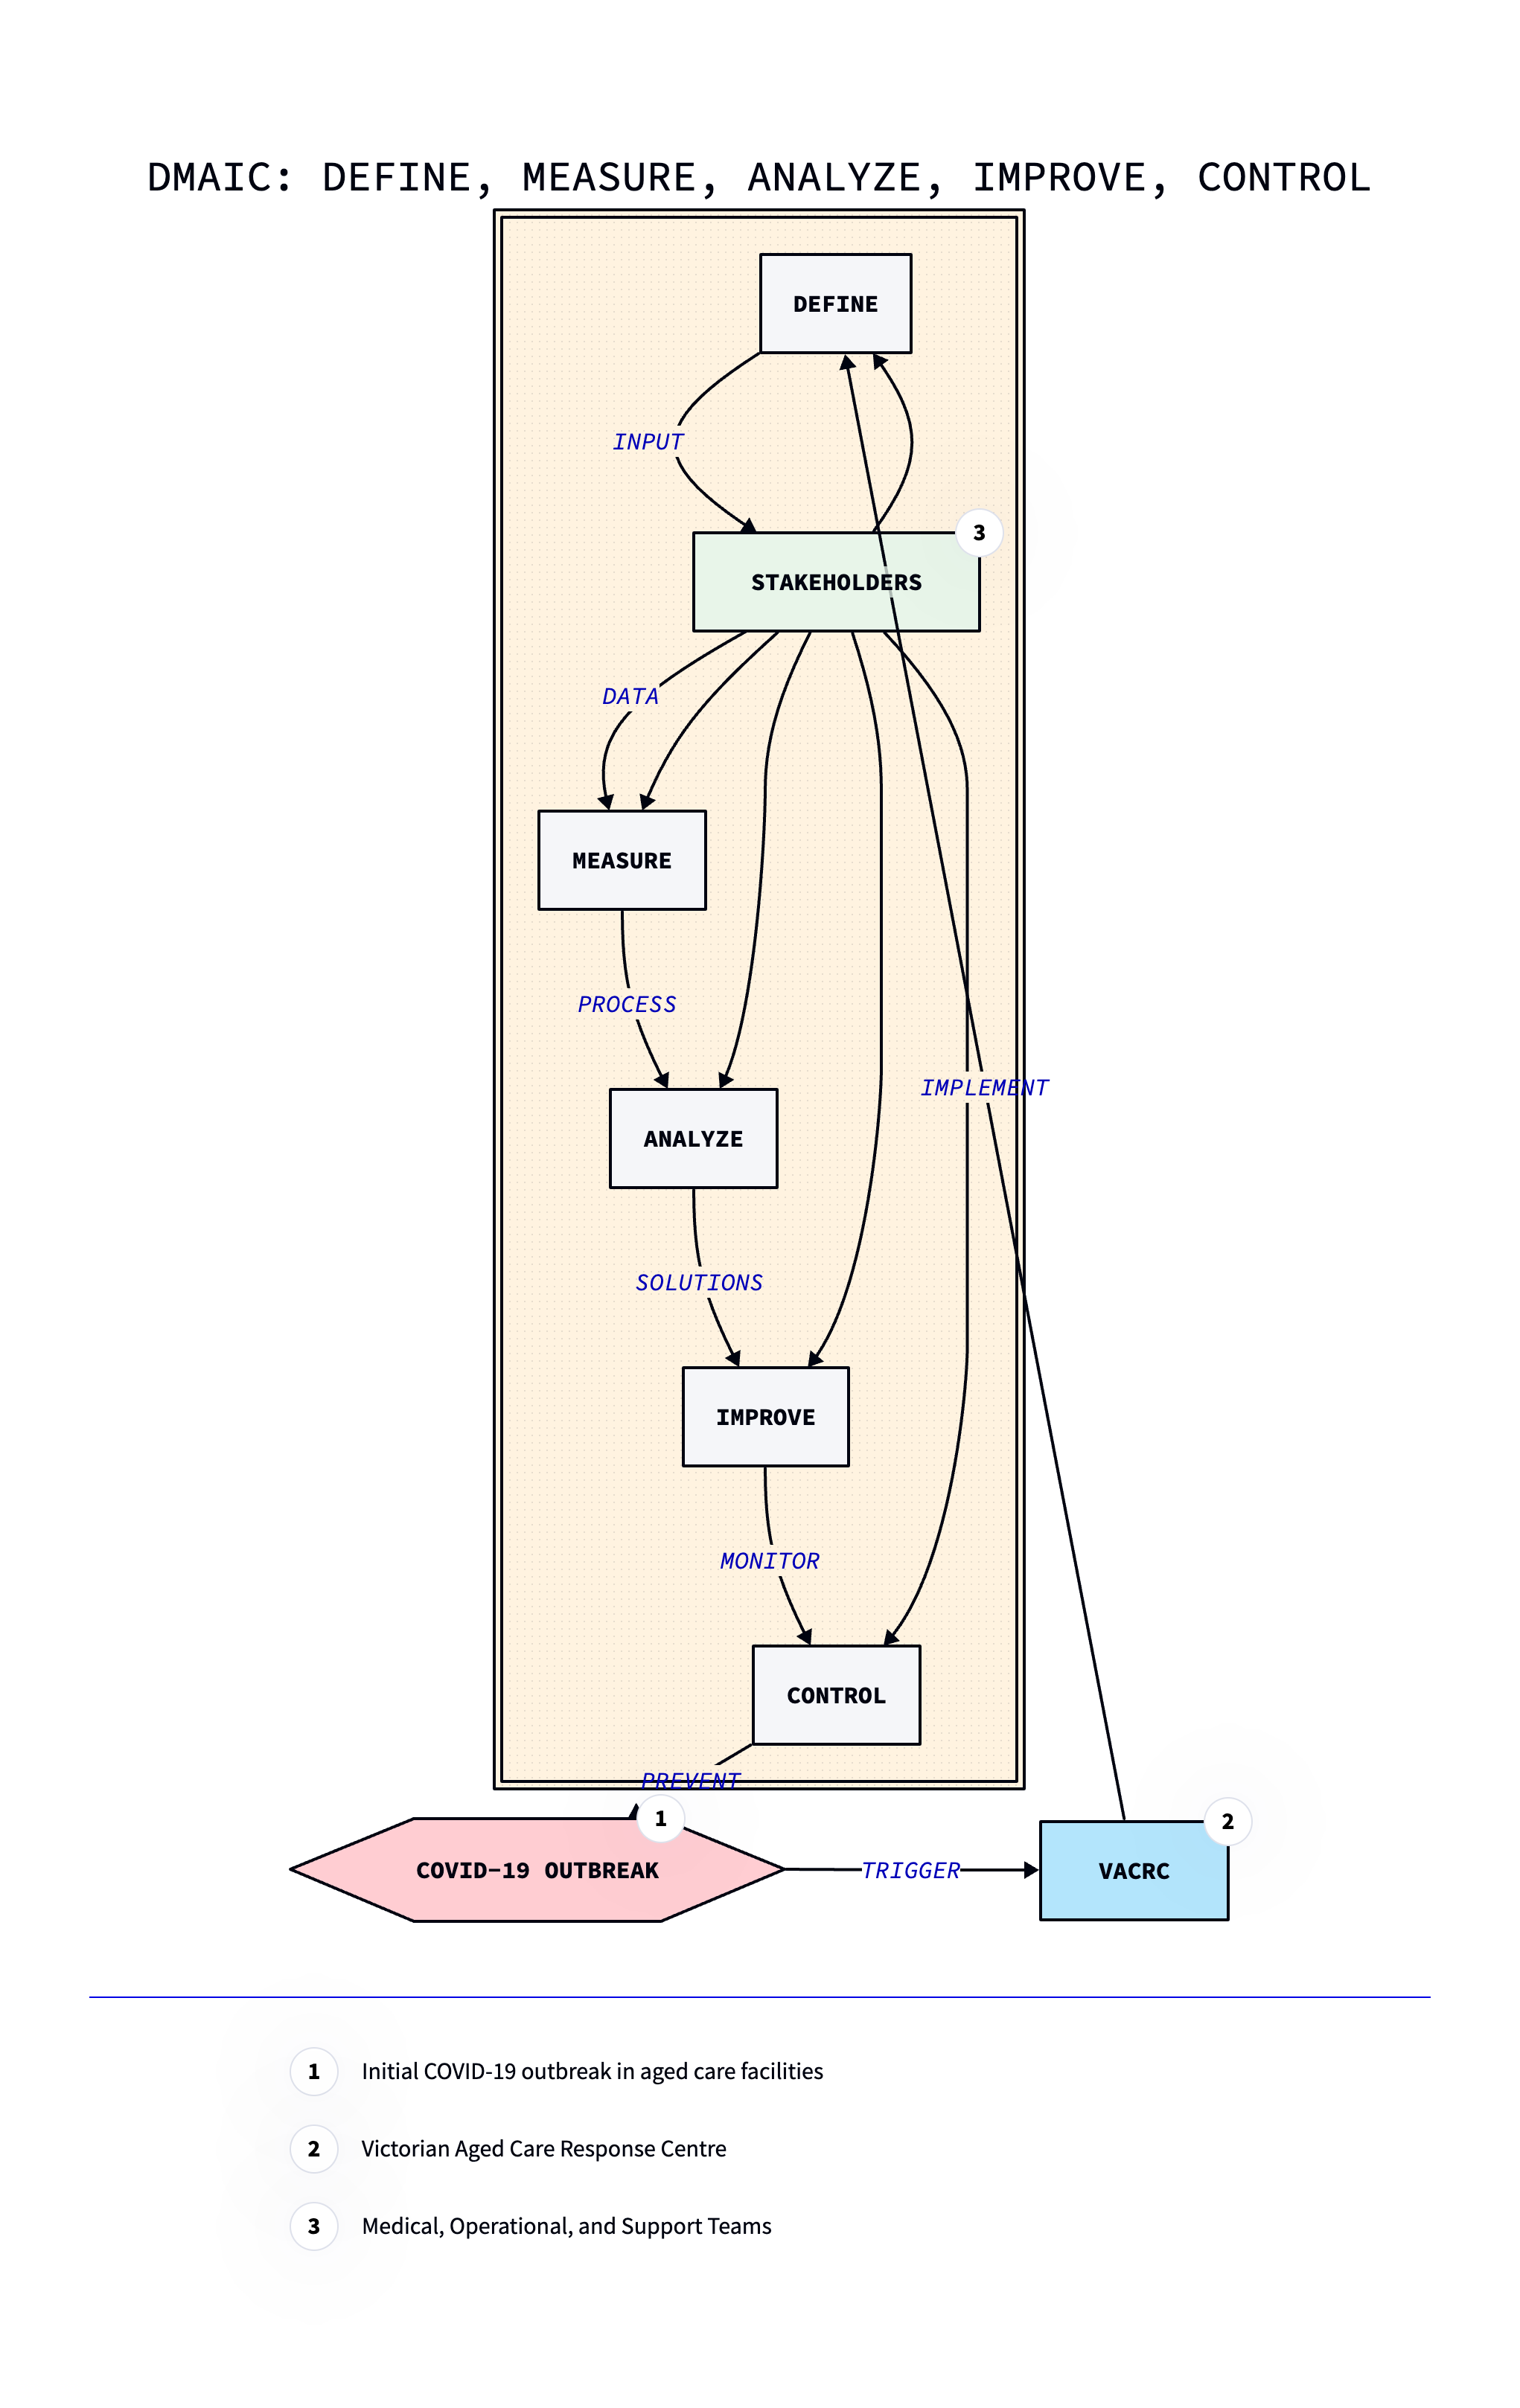 DMAIC: DEFINE, MEASURE, ANALYZE, IMPROVE, CONTROL
DEFINE
INPUT
3
STAKEHOLDERS
DATA
MEASURE
PROCESS
IMPLEMENT
ANALYZE
SOLUTIONS
IMPROVE
MONITOR
CONTROL
PREVENT
1
2
COVID-19 OUTBREAK
TRIGGER
VACRC
1 Initial COVID-19 outbreak in aged care facilities
2 Victorian Aged Care Response Centre
3 Medical, Operational, and Support Teams